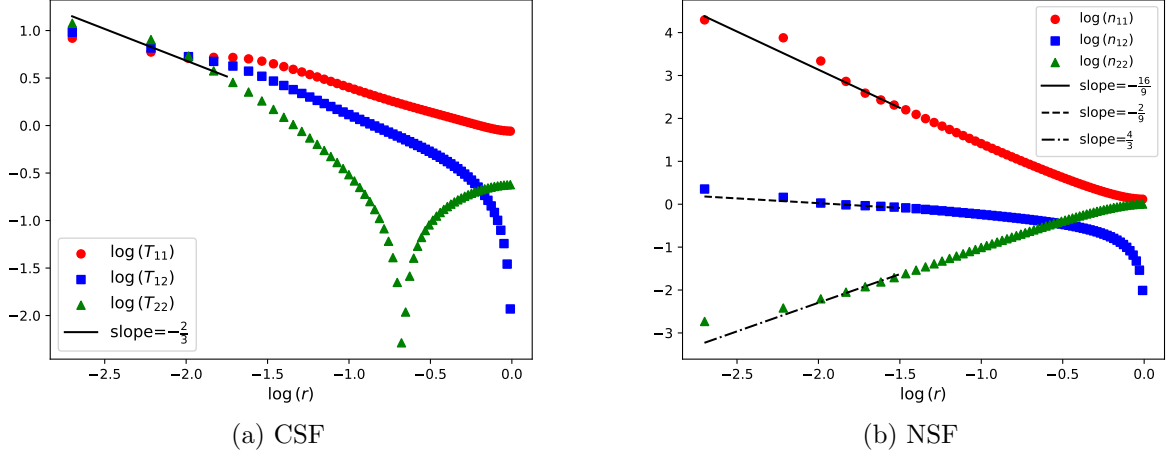 1.0
0.5
0.0
−0.5
−1.0
−1.5
−2.0
log (T₁₁)
log (T₁₂)
log (T₂₂)
slope=−2/3
−2.5 −2.0 −1.5 −1.0 −0.5 0.0
log (r)
(a) CSF
4
3
2
1
0
−1
−2
−3
log (n₁₁)
log (n₁₂)
log (n₂₂)
slope=−16/9
slope=−2/9
slope=4/3
−2.5 −2.0 −1.5 −1.0 −0.5 0.0
log (r)
(b) NSF